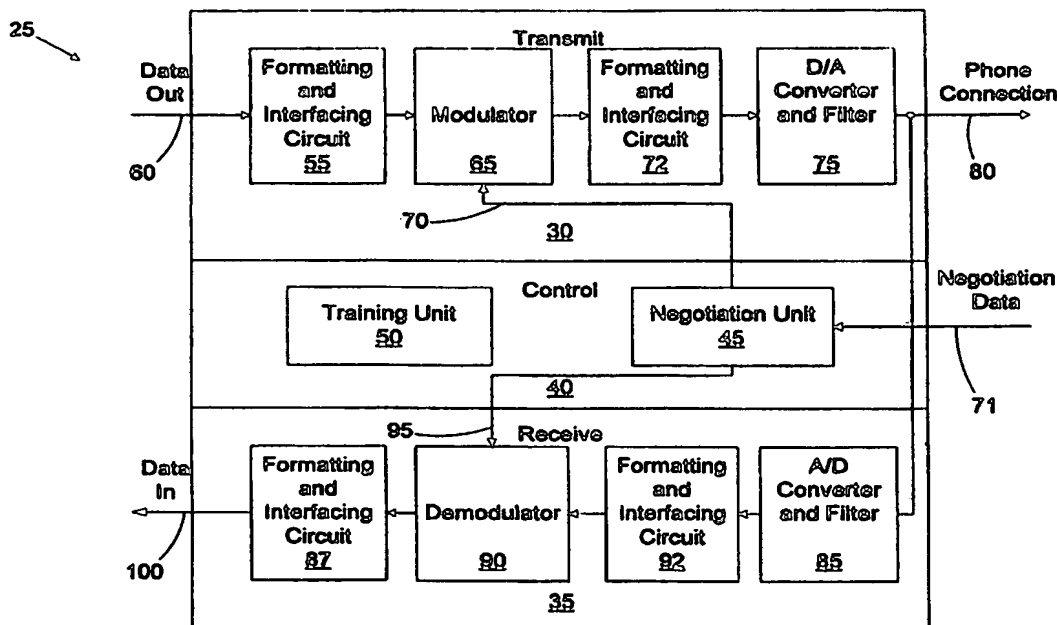 25
Transmit
Data
Out
60
Formatting
and
Interfacing
Circuit
55
Modulator
65
Formatting
and
Interfacing
Circuit
72
D/A
Converter
and Filter
75
Phone
Connection
80
70
30
Control
Training Unit
50
Negotiation Unit
45
Negotiation
Data
71
40
95
Receive
Data
In
100
Formatting
and
Interfacing
Circuit
87
Demodulator
90
Formatting
and
Interfacing
Circuit
92
A/D
Converter
and Filter
85
35